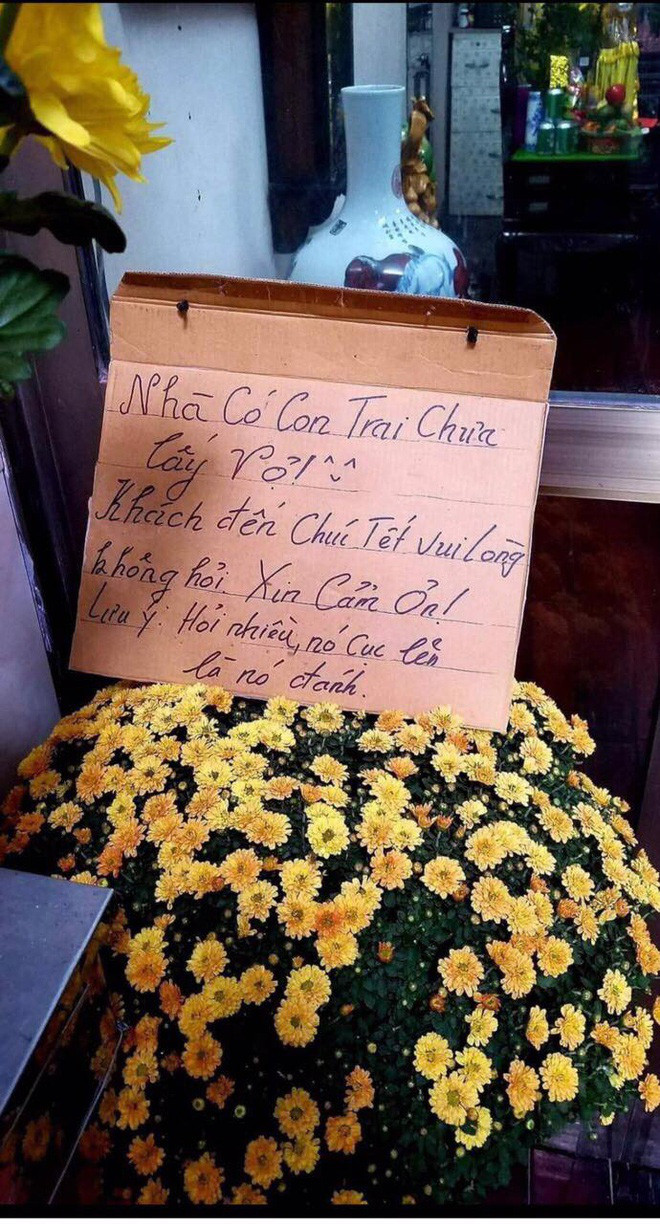 Nhà Có Con Trai Chưa
lấy Vợ! ^^
Khách đến Chúc Tết vui lòng
không hỏi. Xin Cảm Ơn!
Lưu ý: Hỏi nhiều, nó Cục lên
là nó đánh.